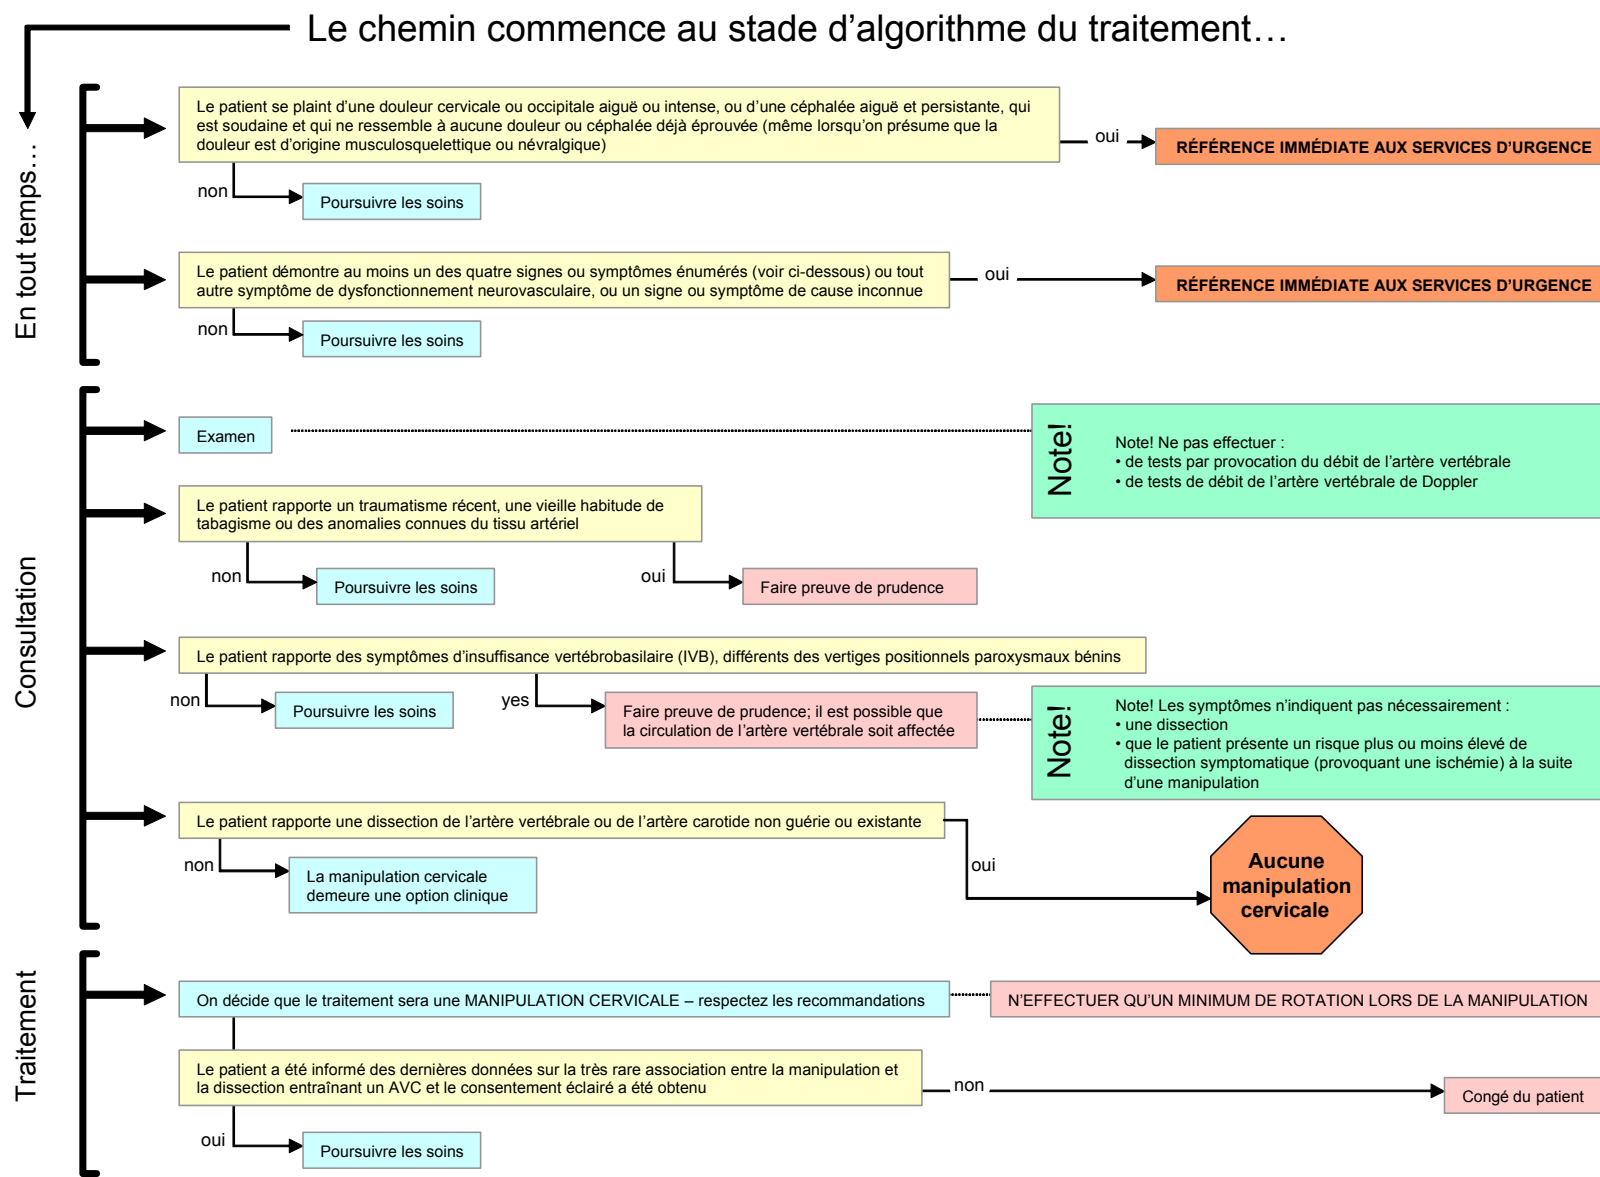 Le chemin commence au stade d’algorithme du traitement…
En tout temps…
Le patient se plaint d’une douleur cervicale ou occipitale aiguë ou intense, ou d’une céphalée aiguë et persistante, qui
est soudaine et qui ne ressemble à aucune douleur ou céphalée déjà éprouvée (même lorsqu’on présume que la
douleur est d’origine musculosquelettique ou névralgique)
oui
RÉFÉRENCE IMMÉDIATE AUX SERVICES D’URGENCE
non
Poursuivre les soins
Le patient démontre au moins un des quatre signes ou symptômes énumérés (voir ci-dessous) ou tout
autre symptôme de dysfonctionnement neurovasculaire, ou un signe ou symptôme de cause inconnue
oui
RÉFÉRENCE IMMÉDIATE AUX SERVICES D’URGENCE
non
Poursuivre les soins
Consultation
Examen
Note!
Note! Ne pas effectuer :
• de tests par provocation du débit de l’artère vertébrale
• de tests de débit de l’artère vertébrale de Doppler
Le patient rapporte un traumatisme récent, une vieille habitude de
tabagisme ou des anomalies connues du tissu artériel
non
Poursuivre les soins
oui
Faire preuve de prudence
Le patient rapporte des symptômes d’insuffisance vertébrobasilaire (IVB), différents des vertiges positionnels paroxysmaux bénins
non
Poursuivre les soins
yes
Faire preuve de prudence; il est possible que
la circulation de l’artère vertébrale soit affectée
Note!
Note! Les symptômes n’indiquent pas nécessairement :
• une dissection
• que le patient présente un risque plus ou moins élevé de
dissection symptomatique (provoquant une ischémie) à la suite
d’une manipulation
Le patient rapporte une dissection de l’artère vertébrale ou de l’artère carotide non guérie ou existante
non
La manipulation cervicale
demeure une option clinique
oui
Aucune
manipulation
cervicale
Traitement
On décide que le traitement sera une MANIPULATION CERVICALE – respectez les recommandations
N’EFFECTUER QU’UN MINIMUM DE ROTATION LORS DE LA MANIPULATION
Le patient a été informé des dernières données sur la très rare association entre la manipulation et
la dissection entraînant un AVC et le consentement éclairé a été obtenu
non
Congé du patient
oui
Poursuivre les soins